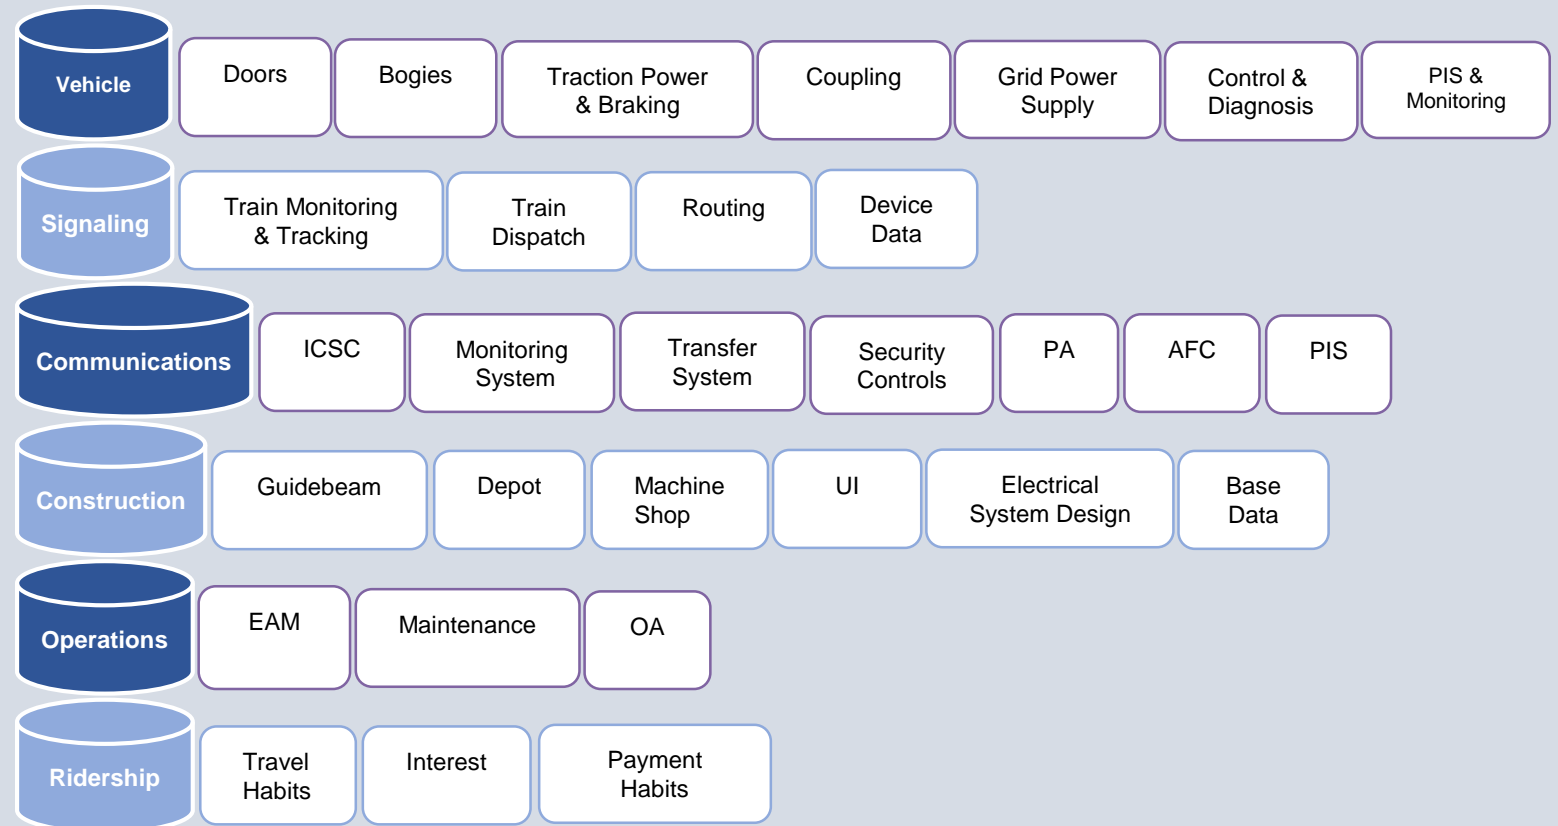 Vehicle
Doors
Bogies
Traction Power
& Braking
Coupling
Grid Power
Supply
Control &
Diagnosis
PIS &
Monitoring
Signaling
Train Monitoring
& Tracking
Train
Dispatch
Routing
Device
Data
Communications
ICSC
Monitoring
System
Transfer
System
Security
Controls
PA
AFC
PIS
Construction
Guidebeam
Depot
Machine
Shop
UI
Electrical
System Design
Base
Data
Operations
EAM
Maintenance
OA
Ridership
Travel
Habits
Interest
Payment
Habits